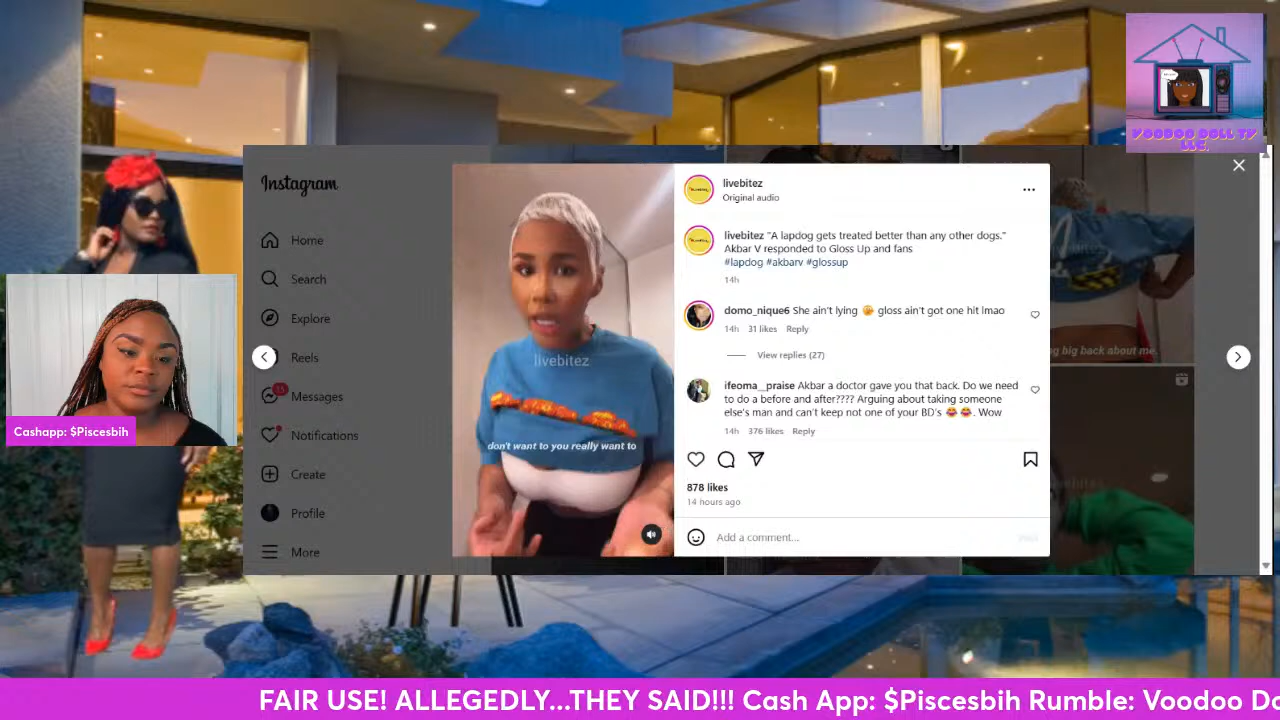 VOODOO DOLL TV
LLC.
Instagram
Home
Search
Explore
Reels
Messages
Notifications
Create
Profile
More
livebitez
don't want to you really want to
livebitez
Original audio
livebitez "A lapdog gets treated better than any other dogs."
Akbar V responded to Gloss Up and fans
#lapdog #akbarv #glossup
14h
domo_nique6 She ain't lying 🫣 gloss ain't got one hit lmao
14h 31 likes Reply
View replies (27)
ifeoma__praise Akbar a doctor gave you that back. Do we need
to do a before and after???? Arguing about taking someone
else's man and can't keep not one of your BD's 😂😂. Wow
14h 376 likes Reply
878 likes
14 hours ago
Add a comment...
ng big back about me.
Cashapp: $Piscesbih
FAIR USE! ALLEGEDLY...THEY SAID!!! Cash App: $Piscesbih Rumble: Voodoo Do